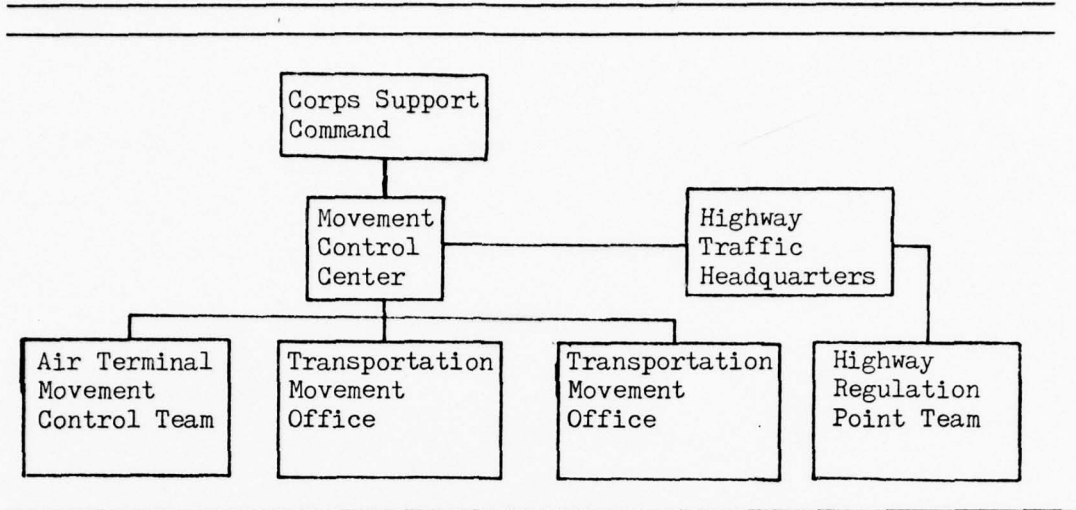 Corps Support
Command
Movement
Control
Center
Highway
Traffic
Headquarters
Air Terminal
Movement
Control Team
Transportation
Movement
Office
Transportation
Movement
Office
Highway
Regulation
Point Team